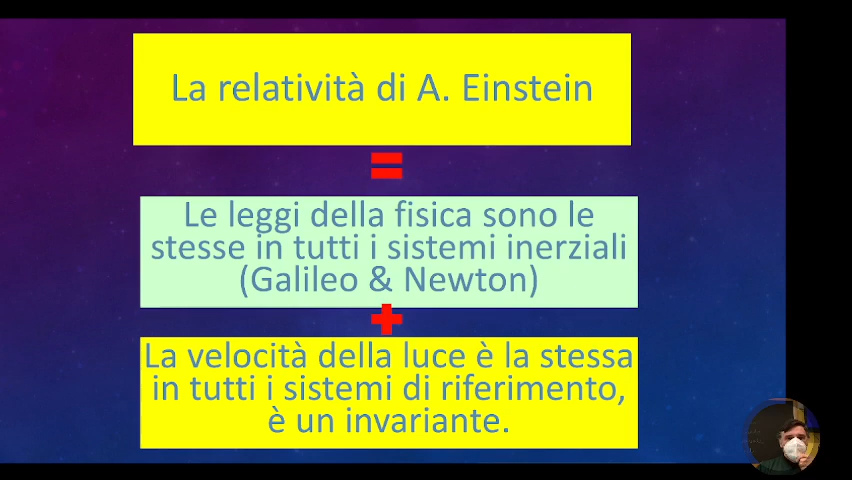 La relatività di A. Einstein
=
Le leggi della fisica sono le
stesse in tutti i sistemi inerziali
(Galileo & Newton)
+
La velocità della luce è la stessa
in tutti i sistemi di riferimento,
è un invariante.